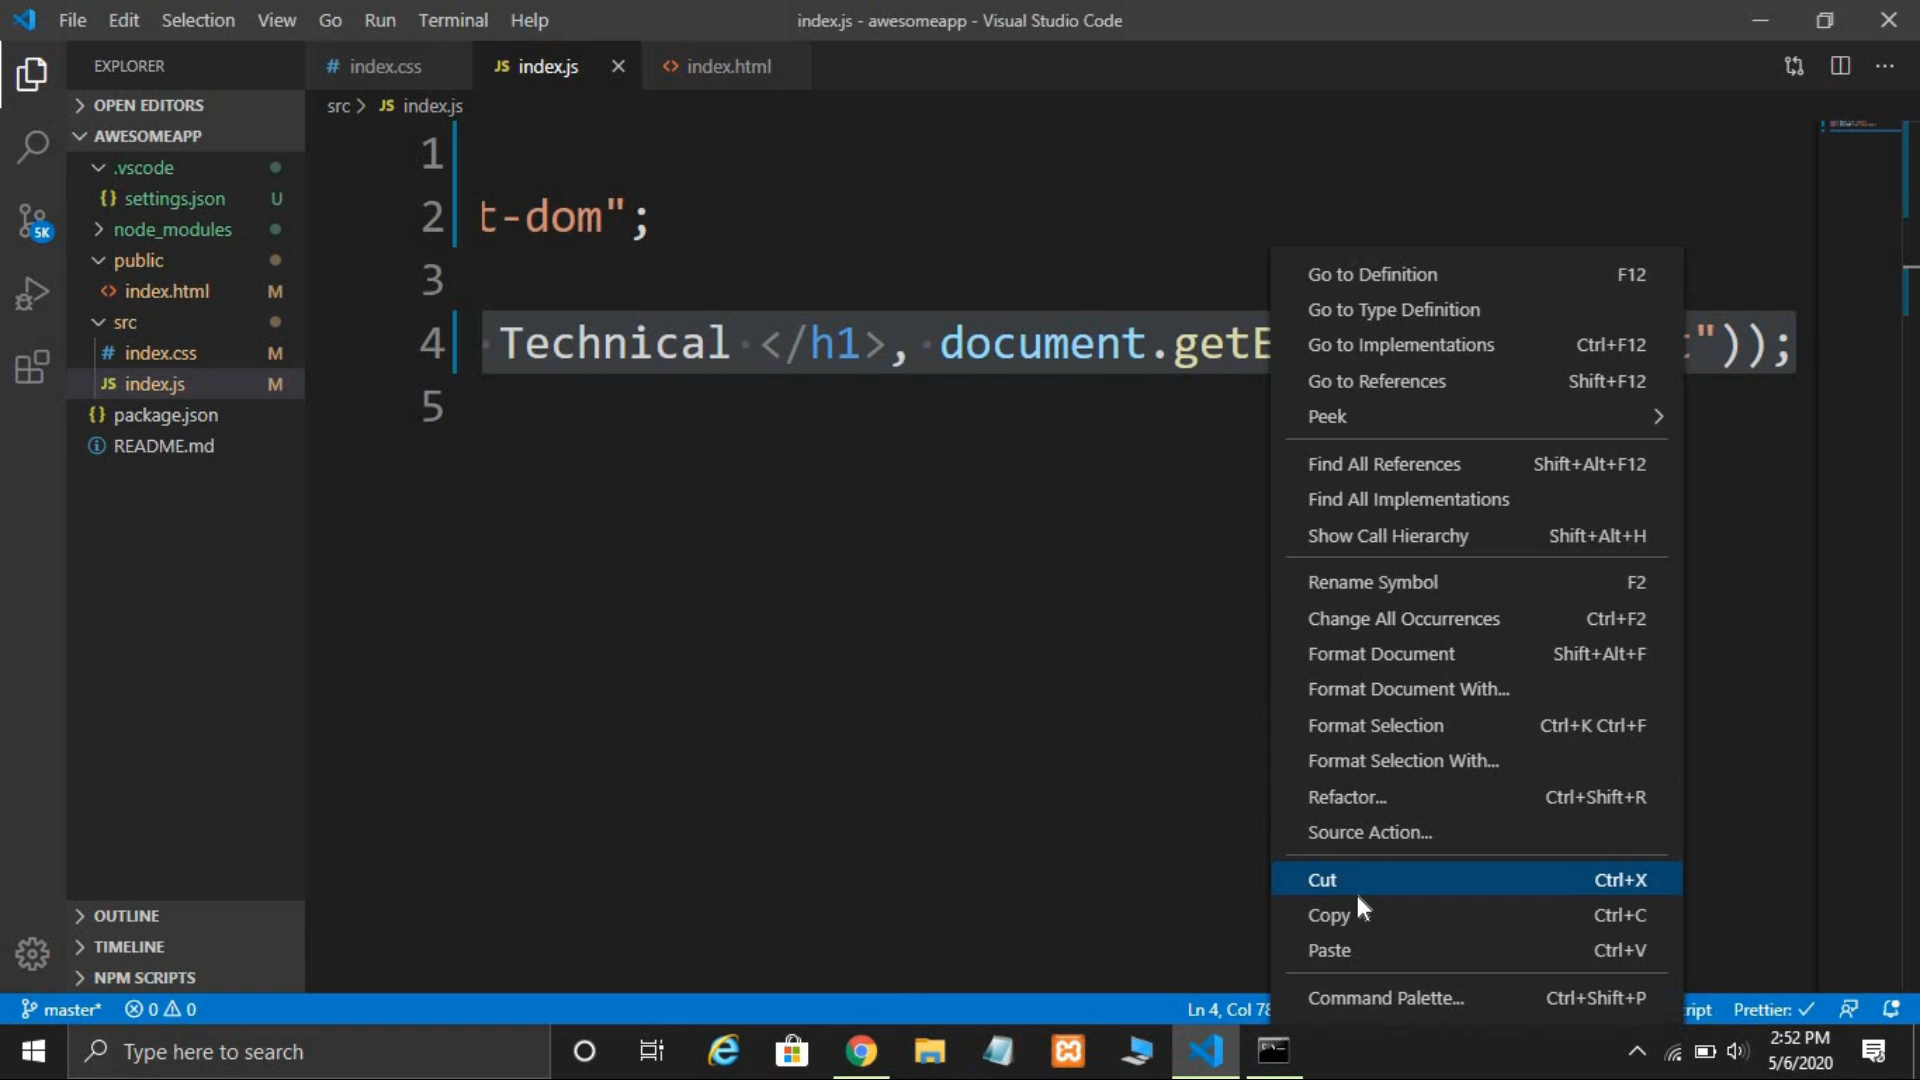 File Edit Selection View Go Run Terminal Help
index.js - awesomeapp - Visual Studio Code
EXPLORER
# index.css
JS index.js
<> index.html
OPEN EDITORS
AWESOMEAPP
.vscode
{} settings.json U
node_modules
public
<> index.html M
src
# index.css M
JS index.js M
{} package.json
README.md
OUTLINE
TIMELINE
NPM SCRIPTS
5K
src > JS index.js
1
2 t-dom";
3
4 Technical </h1>, document.getE "));
5
Go to Definition F12
Go to Type Definition
Go to Implementations Ctrl+F12
Go to References Shift+F12
Peek
Find All References Shift+Alt+F12
Find All Implementations
Show Call Hierarchy Shift+Alt+H
Rename Symbol F2
Change All Occurrences Ctrl+F2
Format Document Shift+Alt+F
Format Document With...
Format Selection Ctrl+K Ctrl+F
Format Selection With...
Refactor... Ctrl+Shift+R
Source Action...
Cut Ctrl+X
Copy Ctrl+C
Paste Ctrl+V
Command Palette... Ctrl+Shift+P
master* 0 0
Ln 4, Col 78
ript Prettier: ✓
Type here to search
2:52 PM
5/6/2020